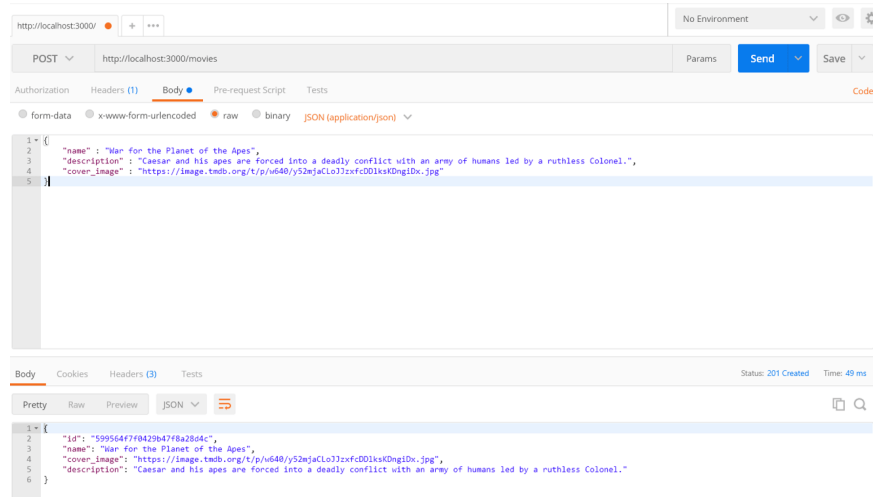 http://localhost:3000/ + ••• No Environment
POST http://localhost:3000/movies Params Send Save
Authorization Headers (1) Body Pre-request Script Tests Code
form-data x-www-form-urlencoded raw binary JSON (application/json)
1 {
2 "name" : "War for the Planet of the Apes",
3 "description" : "Caesar and his apes are forced into a deadly conflict with an army of humans led by a ruthless Colonel.",
4 "cover_image" : "https://image.tmdb.org/t/p/w640/y52mjaCLoJJzxfcDDlksKDngiDx.jpg"
5 }
Body Cookies Headers (3) Tests Status: 201 Created Time: 49 ms
Pretty Raw Preview JSON
1 {
2 "id": "599564f7f0429b47f8a28d4c",
3 "name": "War for the Planet of the Apes",
4 "cover_image": "https://image.tmdb.org/t/p/w640/y52mjaCLoJJzxfcDDlksKDngiDx.jpg",
5 "description": "Caesar and his apes are forced into a deadly conflict with an army of humans led by a ruthless Colonel."
6 }